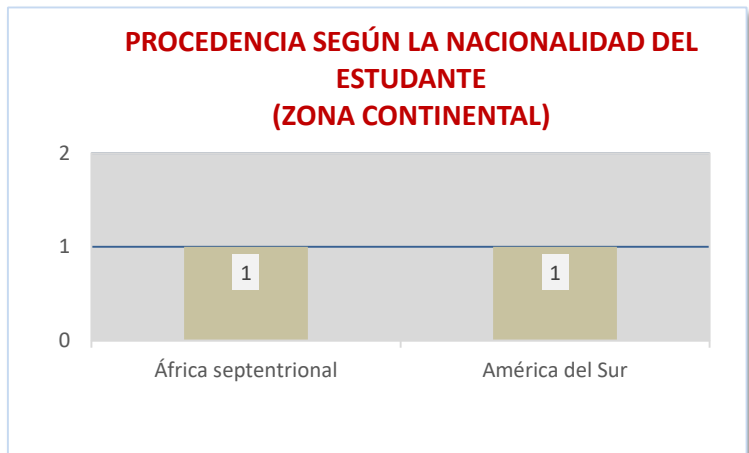 PROCEDENCIA SEGÚN LA NACIONALIDAD DEL
ESTUDANTE
(ZONA CONTINENTAL)
2
1
0
1
1
África septentrional
América del Sur